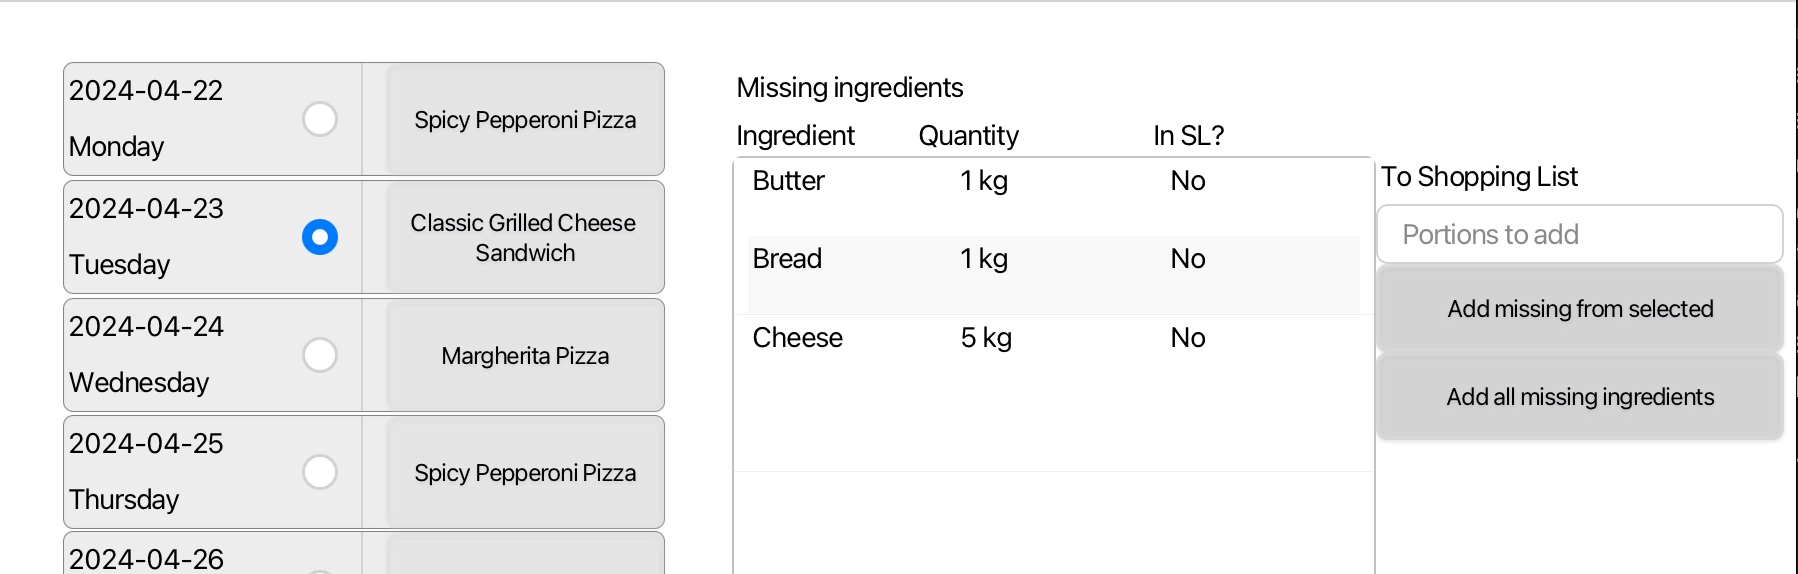 2024-04-22
Monday
Spicy Pepperoni Pizza
2024-04-23
Tuesday
Classic Grilled Cheese
Sandwich
2024-04-24
Wednesday
Margherita Pizza
2024-04-25
Thursday
Spicy Pepperoni Pizza
2024-04-26
Missing ingredients
Ingredient Quantity In SL?
Butter 1 kg No
Bread 1 kg No
Cheese 5 kg No
To Shopping List
Portions to add
Add missing from selected
Add all missing ingredients